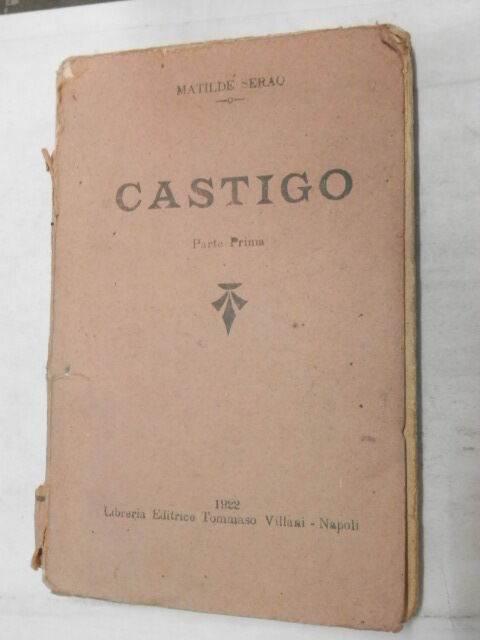 MATILDE SERAO
CASTIGO
Parte Prima
1922
Libreria Editrice Tommaso Villani - Napoli